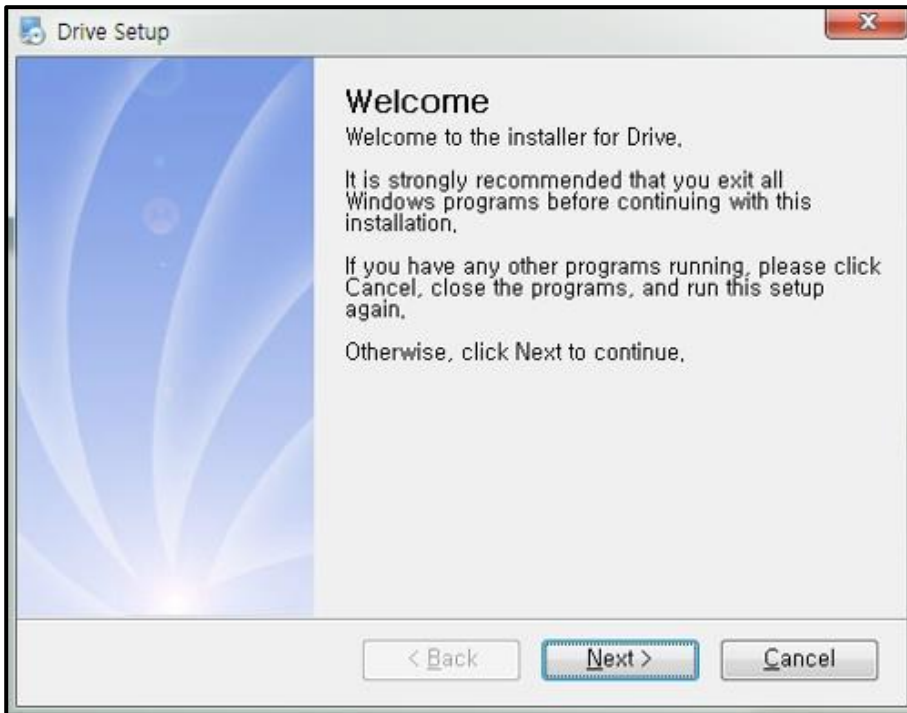 Drive Setup
Welcome
Welcome to the installer for Drive.
It is strongly recommended that you exit all
Windows programs before continuing with this
installation.
If you have any other programs running, please click
Cancel, close the programs, and run this setup
again.
Otherwise, click Next to continue.
< Back
Next >
Cancel